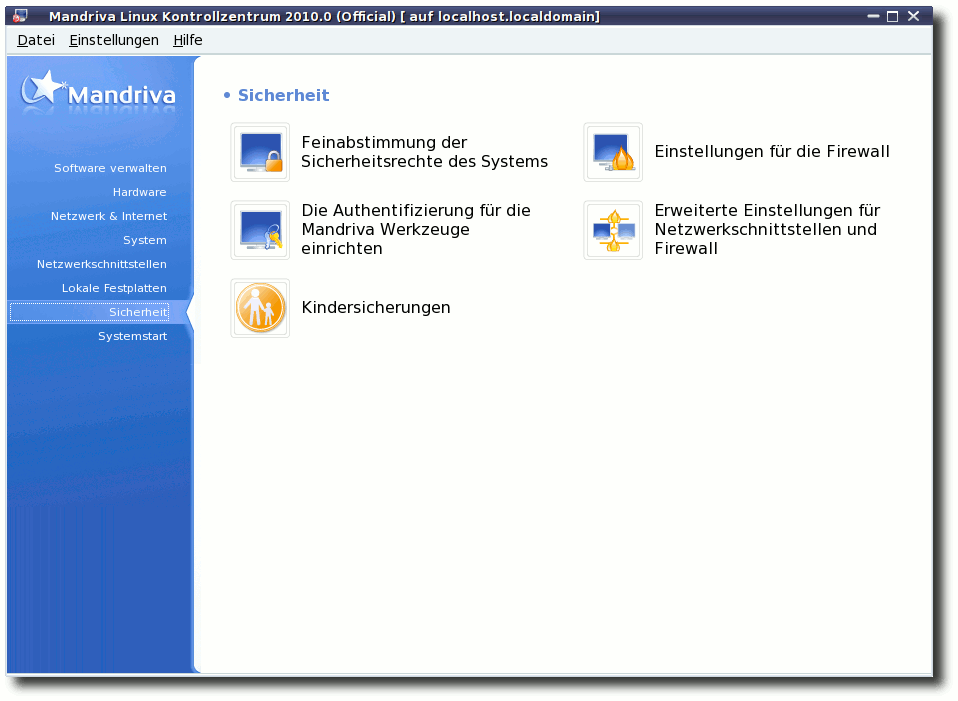 Mandriva Linux Kontrollzentrum 2010.0 (Official) [ auf localhost.localdomain]
Datei Einstellungen Hilfe
Mandriva
Software verwalten
Hardware
Netzwerk & Internet
System
Netzwerkschnittstellen
Lokale Festplatten
Sicherheit
Systemstart
• Sicherheit
Feinabstimmung der
Sicherheitsrechte des Systems
Einstellungen für die Firewall
Die Authentifizierung für die
Mandriva Werkzeuge
einrichten
Erweiterte Einstellungen für
Netzwerkschnittstellen und
Firewall
Kindersicherungen